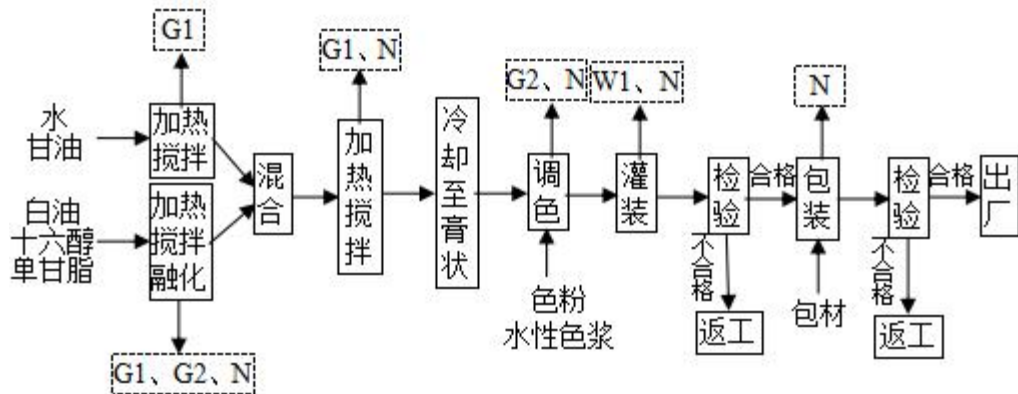 G1
G1、N
G2、N
W1、N
N
水
甘油
加热
搅拌
白油
十六醇
单甘脂
加热
搅拌
融化
G1、G2、N
混
合
加
热
搅
拌
冷
却
至
膏
状
调
色
色粉
水性色浆
灌
装
检
验
合格
不
合
格
返工
包
装
包材
检
验
合格
不
合
格
返工
出
厂